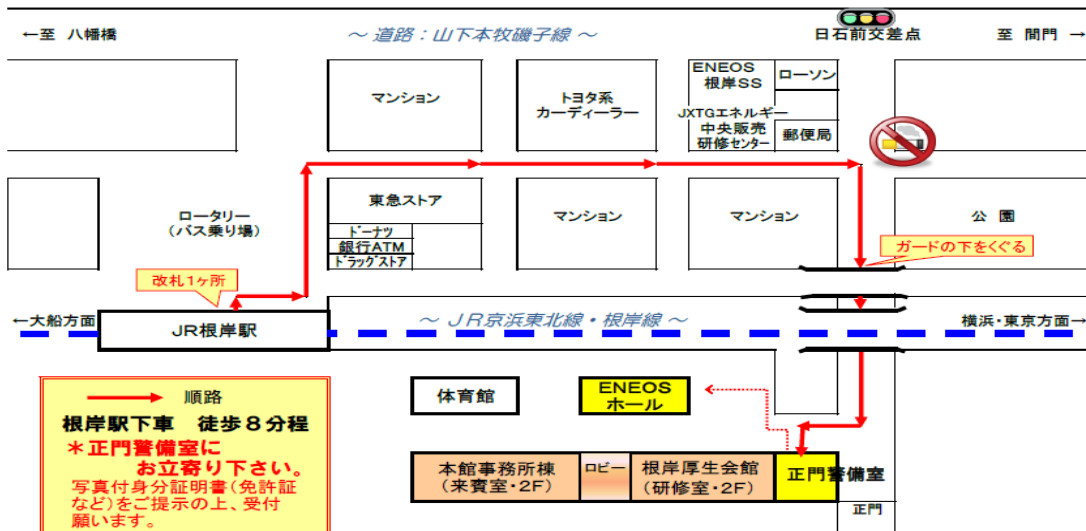 ←至 八幡橋
～ 道路：山下本牧磯子線 ～
日石前交差点
至 間門 →
マンション
トヨタ系
カーディーラー
ENEOS
根岸SS
ローソン
JXTGエネルギー
中央販売
研修センター
郵便局
ロータリー
（バス乗り場）
東急ストア
ドーナツ
銀行ATM
ドラッグストア
マンション
マンション
公 園
ガードの下をくぐる
改札1ヶ所
←大船方面
JR根岸駅
～ JR京浜東北線・根岸線 ～
横浜・東京方面→
順路
根岸駅下車 徒歩８分程
＊正門警備室に
お立寄り下さい。
写真付身分証明書(免許証
など)をご提示の上、受付
願います。
体育館
ENEOS
ホール
本館事務所棟
(来賓室・2F)
ロビー
根岸厚生会館
(研修室・2F)
正門警備室
正門